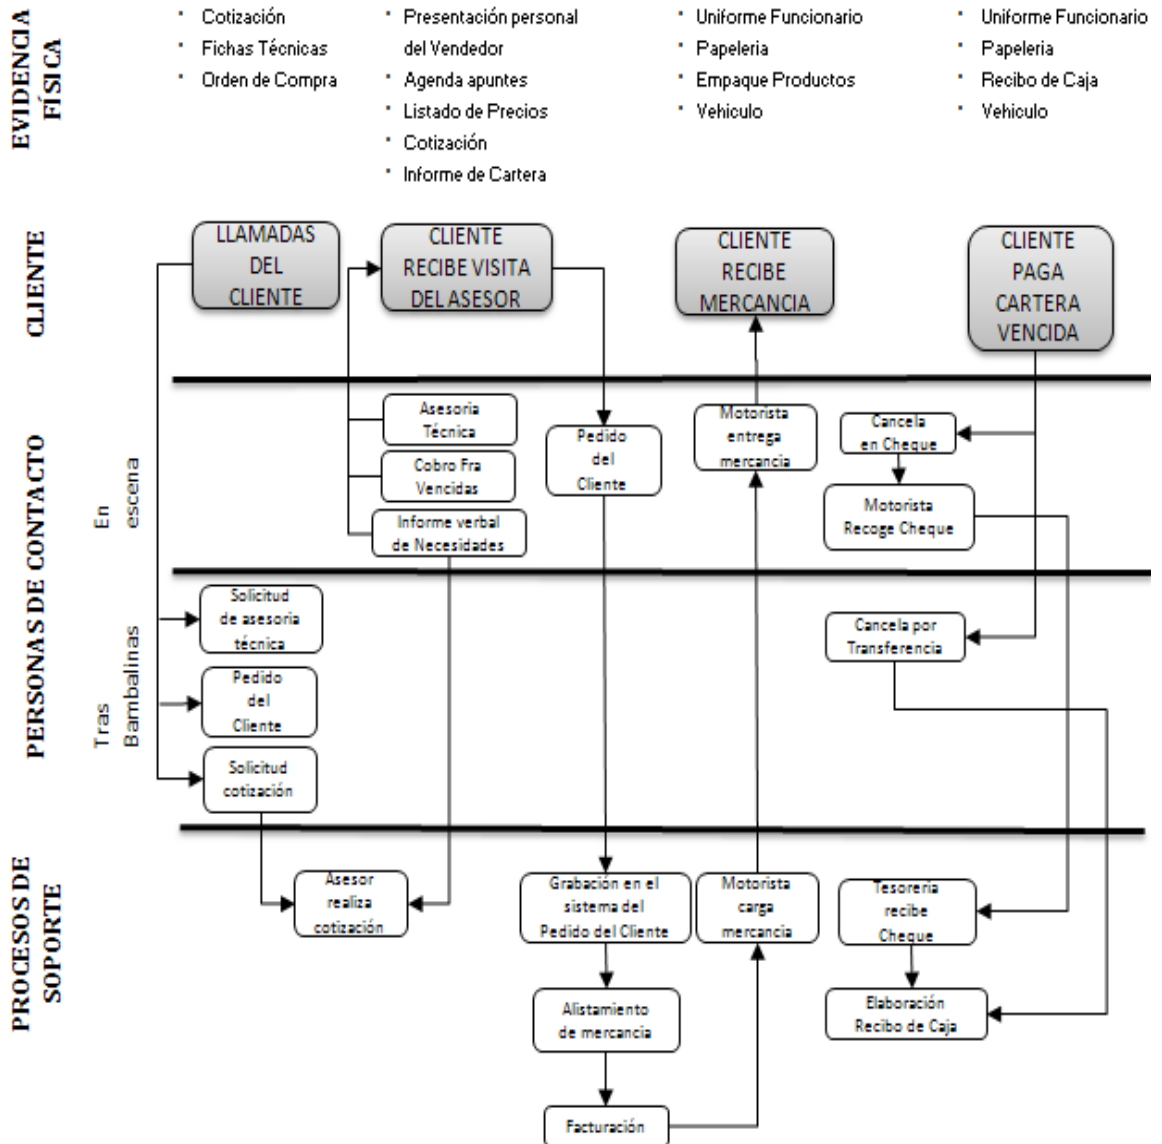 EVIDENCIA
FÍSICA
· Cotización
· Fichas Técnicas
· Orden de Compra
· Presentación personal
del Vendedor
· Agenda apuntes
· Listado de Precios
· Cotización
· Informe de Cartera
· Uniforme Funcionario
· Papeleria
· Empaque Productos
· Vehiculo
· Uniforme Funcionario
· Papeleria
· Recibo de Caja
· Vehiculo
CLIENTE
LLAMADAS
DEL
CLIENTE
CLIENTE
RECIBE VISITA
DEL ASESOR
CLIENTE
RECIBE
MERCANCIA
CLIENTE
PAGA
CARTERA
VENCIDA
PERSONAS DE CONTACTO
En
escena
Asesoria
Técnica
Cobro Fra
Vencidas
Informe verbal
de Necesidades
Pedido
del
Cliente
Motorista
entrega
mercancia
Cancela
en Cheque
Motorista
Recoge Cheque
Tras
Bambalinas
Solicitud
de asesoria
técnica
Pedido
del
Cliente
Solicitud
cotización
Cancela por
Transferencia
PROCESOS DE
SOPORTE
Asesor
realiza
cotización
Grabación en el
sistema del
Pedido del Cliente
Motorista
carga
mercancia
Tesoreria
recibe
Cheque
Alistamiento
de mercancia
Elaboración
Recibo de Caja
Facturación